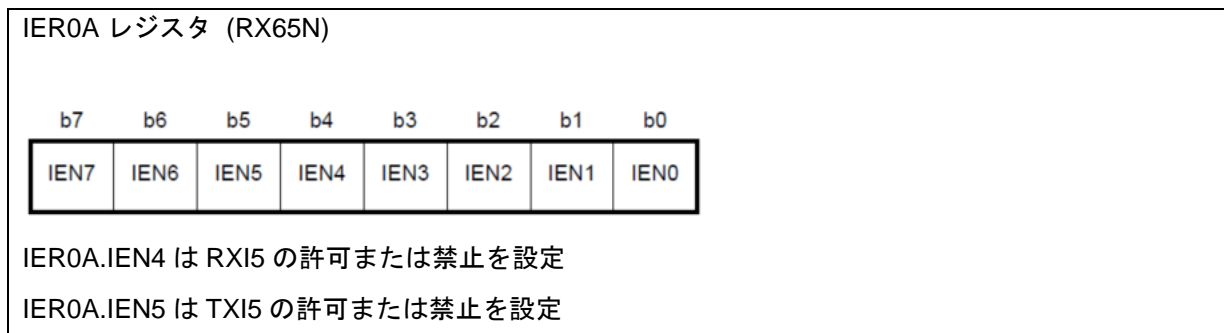 IER0A レジスタ (RX65N)
b7 b6 b5 b4 b3 b2 b1 b0
IEN7 IEN6 IEN5 IEN4 IEN3 IEN2 IEN1 IEN0
IER0A.IEN4 は RXI5 の許可または禁止を設定
IER0A.IEN5 は TXI5 の許可または禁止を設定